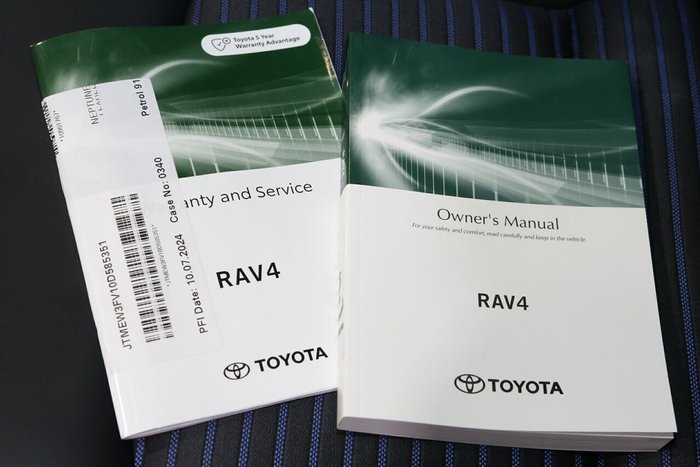 Toyota 5 Year
Warranty Advantage
Petrol 91
NEPTUNE
Case No: 0340
PFI Date: 10.07.2024
JTMEW3FV10D585351
*JTMEW3FV10D585351*
anty and Service
RAV4
TOYOTA
Owner's Manual
For your safety and comfort, read carefully and keep in the vehicle.
RAV4
TOYOTA